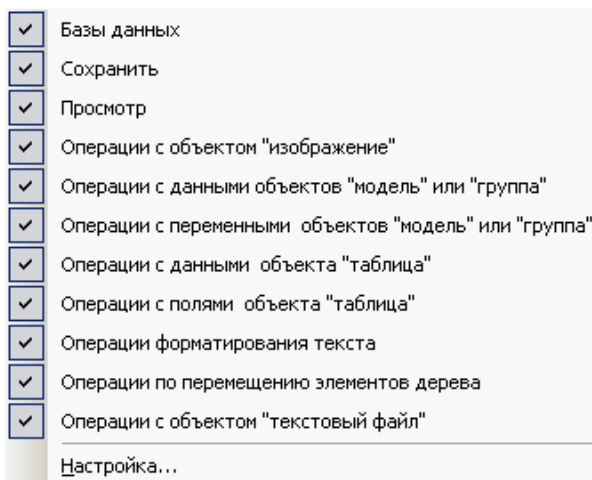 Базы данных
Сохранить
Просмотр
Операции с объектом "изображение"
Операции с данными объектов "модель" или "группа"
Операции с переменными  объектов "модель" или "группа"
Операции с данными  объекта "таблица"
Операции с полями  объекта "таблица"
Операции форматирования текста
Операции по перемещению элементов дерева
Операции с объектом "текстовый файл"
Настройка...